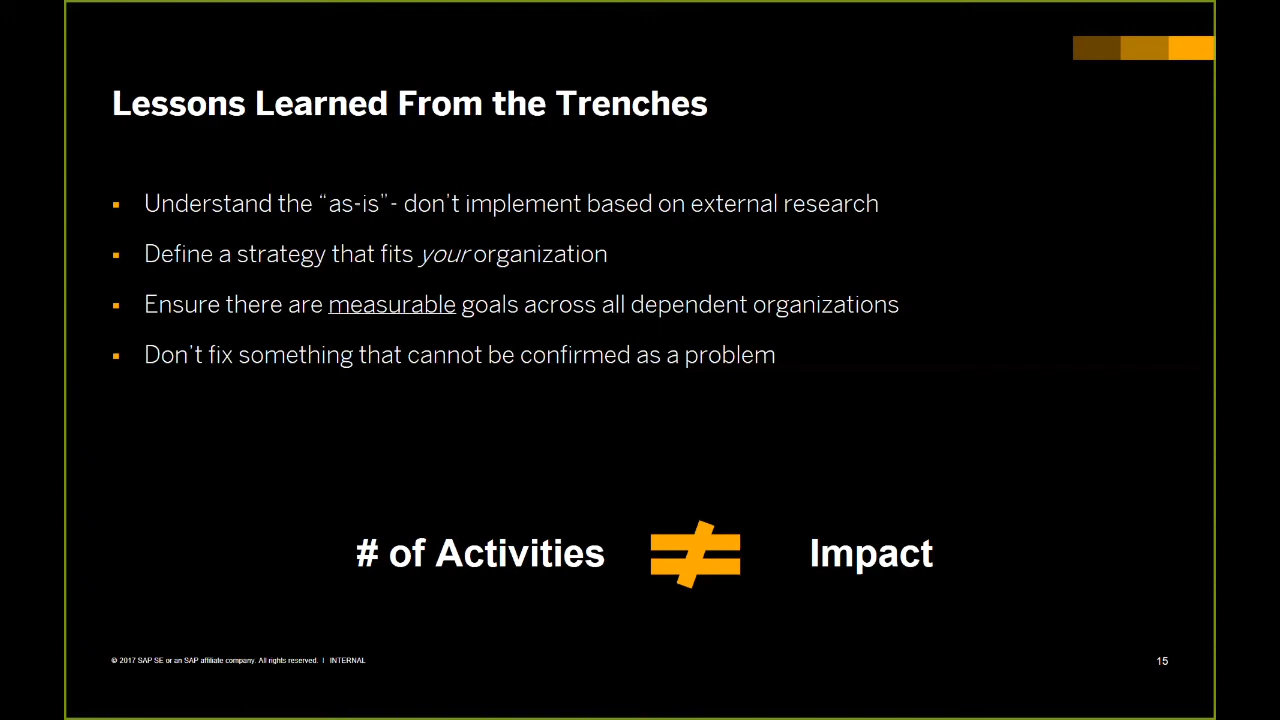 Lessons Learned From the Trenches
▪ Understand the “as-is”- don’t implement based on external research
▪ Define a strategy that fits your organization
▪ Ensure there are measurable goals across all dependent organizations
▪ Don’t fix something that cannot be confirmed as a problem
# of Activities ≠ Impact
© 2017 SAP SE or an SAP affiliate company. All rights reserved. | INTERNAL
15